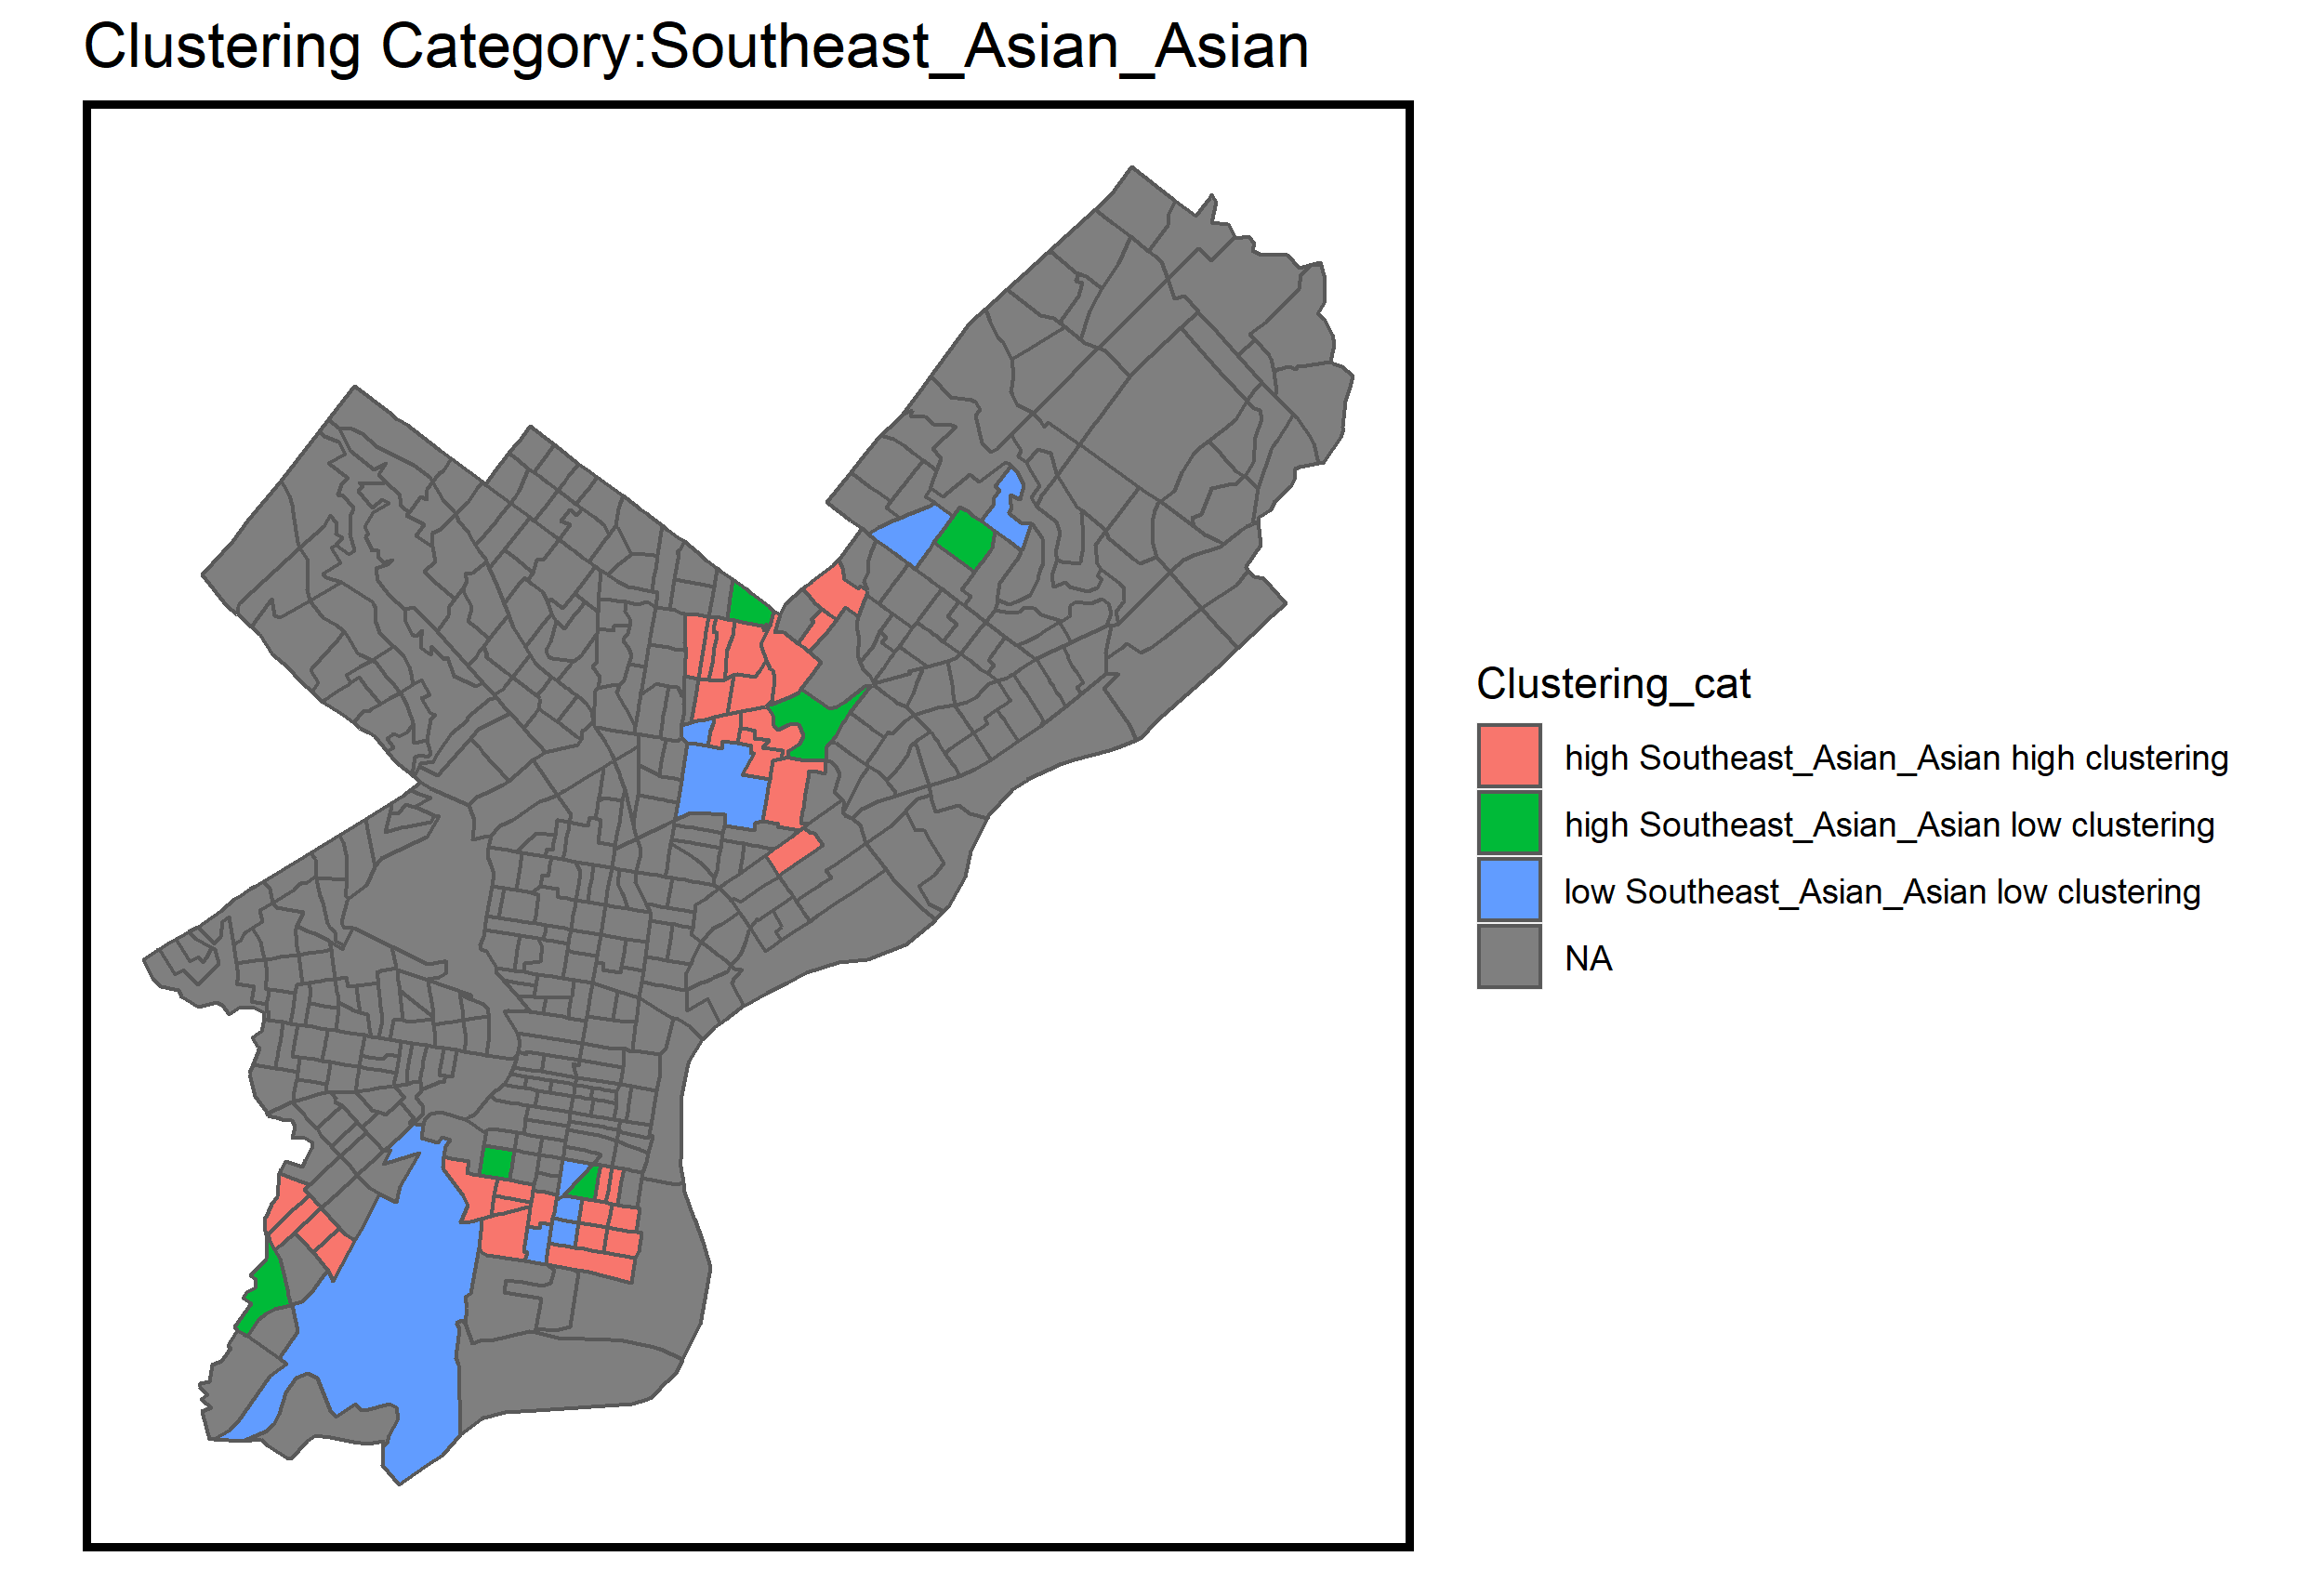 Clustering Category:Southeast_Asian_Asian
Clustering_cat
high Southeast_Asian_Asian high clustering
high Southeast_Asian_Asian low clustering
low Southeast_Asian_Asian low clustering
NA